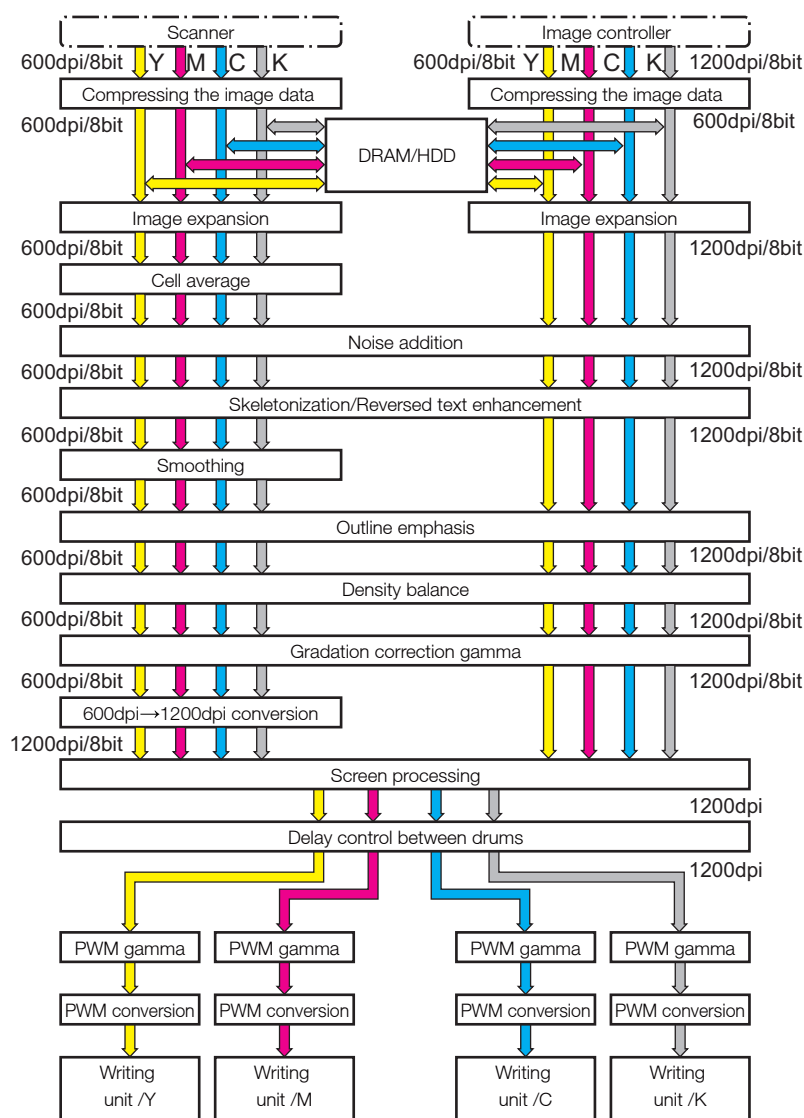 Scanner
Image controller
600dpi/8bit Y M C K
600dpi/8bit Y M C K 1200dpi/8bit
Compressing the image data
Compressing the image data
600dpi/8bit
600dpi/8bit
DRAM/HDD
Image expansion
Image expansion
600dpi/8bit
1200dpi/8bit
Cell average
600dpi/8bit
Noise addition
600dpi/8bit
1200dpi/8bit
Skeletonization/Reversed text enhancement
600dpi/8bit
1200dpi/8bit
Smoothing
600dpi/8bit
Outline emphasis
600dpi/8bit
1200dpi/8bit
Density balance
600dpi/8bit
1200dpi/8bit
Gradation correction gamma
600dpi/8bit
1200dpi/8bit
600dpi→1200dpi conversion
1200dpi/8bit
Screen processing
1200dpi
Delay control between drums
1200dpi
PWM gamma
PWM gamma
PWM gamma
PWM gamma
PWM conversion
PWM conversion
PWM conversion
PWM conversion
Writing
unit /Y
Writing
unit /M
Writing
unit /C
Writing
unit /K